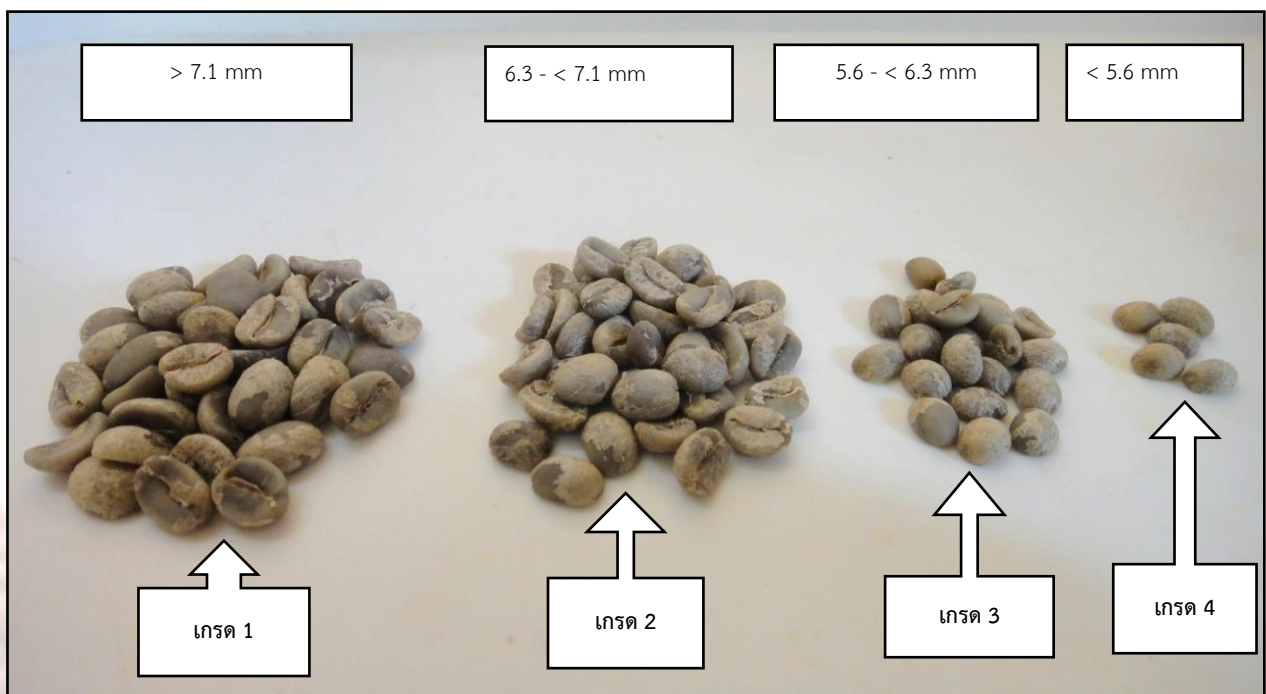 > 7.1 mm
6.3 - < 7.1 mm
5.6 - < 6.3 mm
< 5.6 mm
เกรด 1
เกรด 2
เกรด 3
เกรด 4